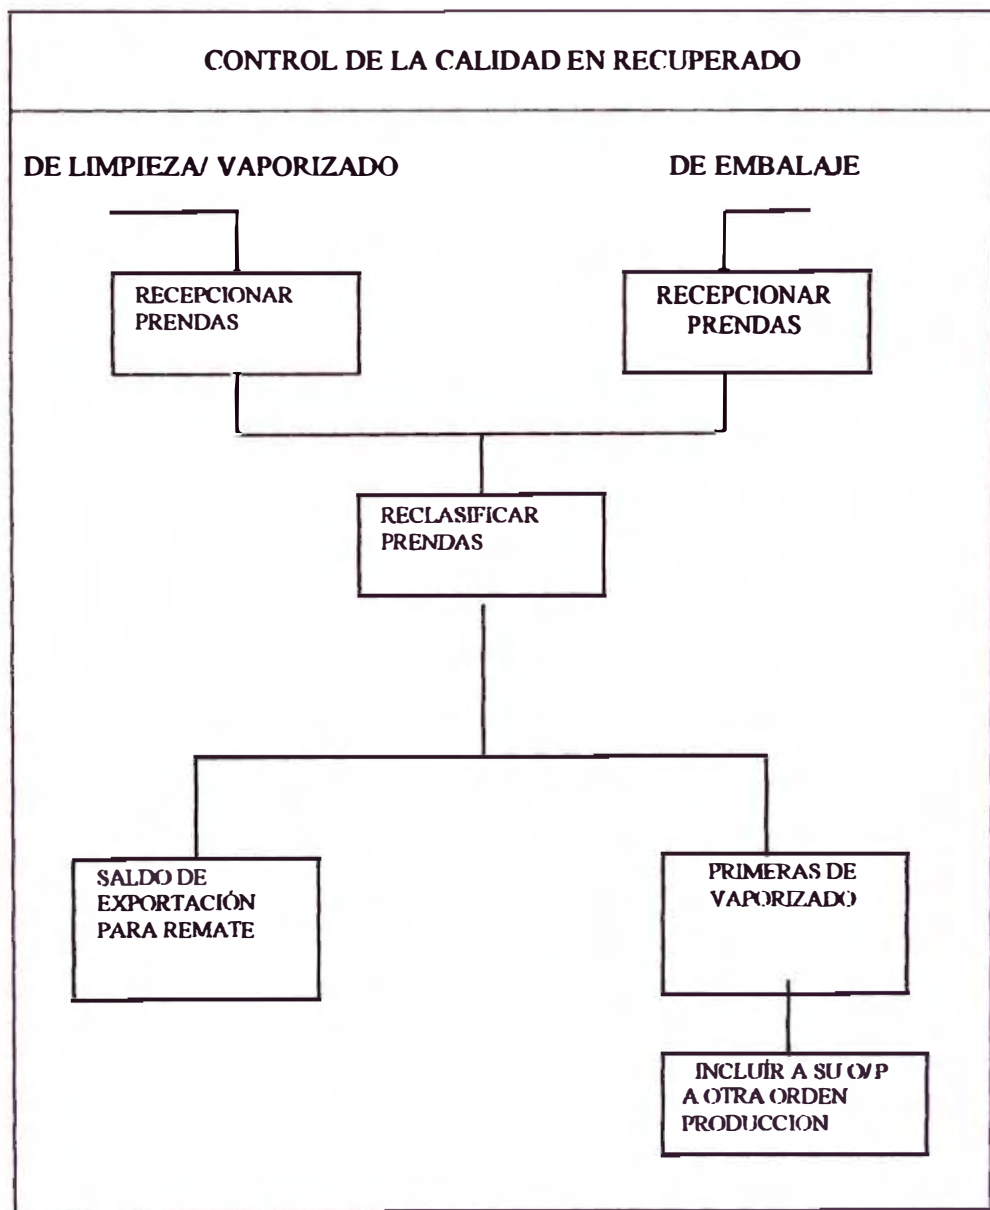 CONTROL DE LA CALIDAD EN RECUPERADO
DE LIMPIEZA/ VAPORIZADO
DE EMBALAJE
RECEPCIONAR
PRENDAS
RECEPCIONAR
PRENDAS
RECLASIFICAR
PRENDAS
SALDO DE
EXPORTACIÓN
PARA REMATE
PRIMERAS DE
VAPORIZADO
INCLUÍR A SU O/P
A OTRA ORDEN
PRODUCCION